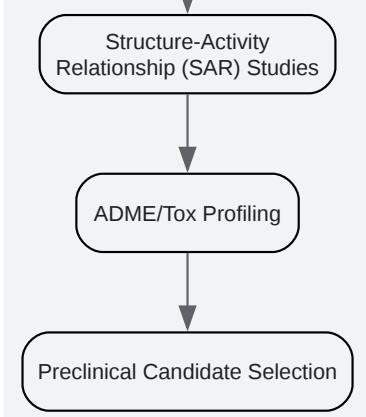 Structure-Activity
Relationship (SAR) Studies
ADME/Tox Profiling
Preclinical Candidate Selection